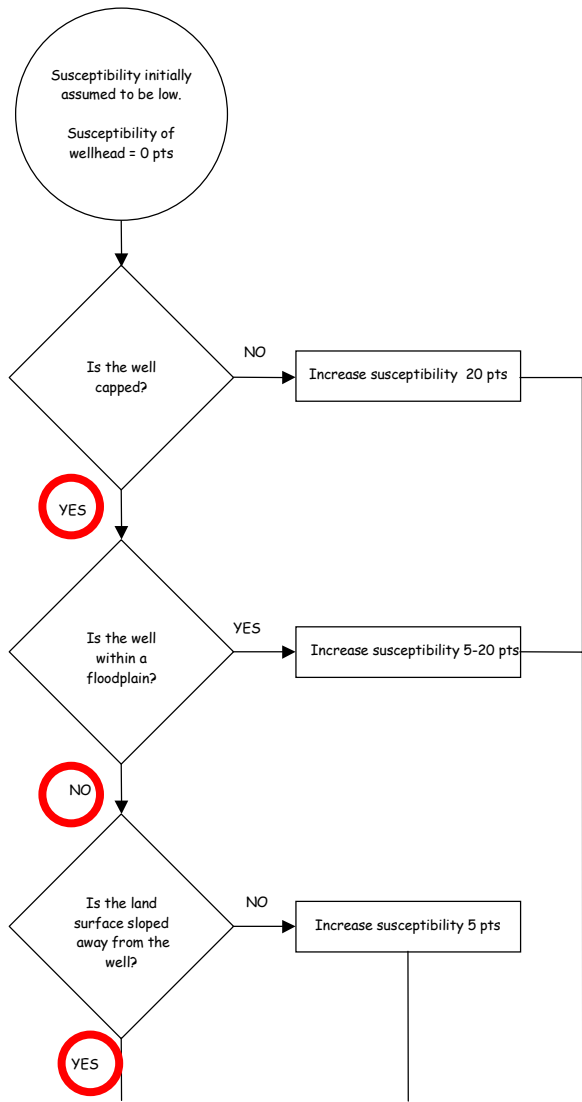 Susceptibility initially
assumed to be low.
Susceptibility of
wellhead = 0 pts
Is the well
capped?
NO
Increase susceptibility 20 pts
YES
Is the well
within a
floodplain?
YES
Increase susceptibility 5-20 pts
NO
Is the land
surface sloped
away from the
well?
NO
Increase susceptibility 5 pts
YES